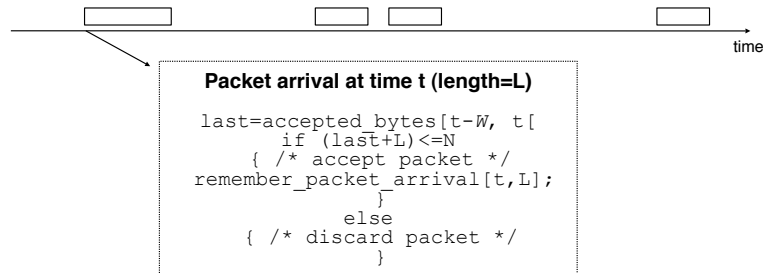 time
Packet arrival at time t (length=L)
last=accepted_bytes[t-W, t[
if (last+L)<=N
{ /* accept packet */
remember_packet_arrival[t,L];
}
else
{ /* discard packet */
}